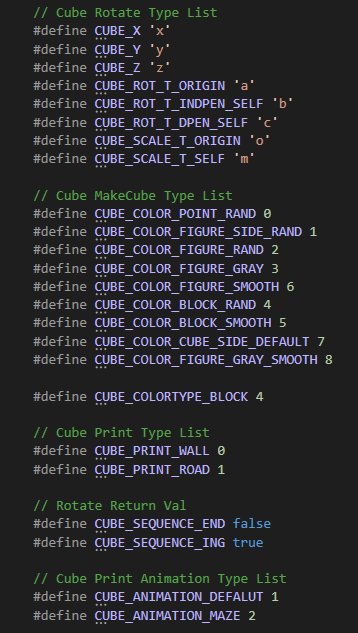 // Cube Rotate Type List
#define CUBE_X 'x'
#define CUBE_Y 'y'
#define CUBE_Z 'z'
#define CUBE_ROT_T_ORIGIN 'a'
#define CUBE_ROT_T_INDPEN_SELF 'b'
#define CUBE_ROT_T_DPEN_SELF 'c'
#define CUBE_SCALE_T_ORIGIN 'o'
#define CUBE_SCALE_T_SELF 'm'
// Cube MakeCube Type List
#define CUBE_COLOR_POINT_RAND 0
#define CUBE_COLOR_FIGURE_SIDE_RAND 1
#define CUBE_COLOR_FIGURE_RAND 2
#define CUBE_COLOR_FIGURE_GRAY 3
#define CUBE_COLOR_FIGURE_SMOOTH 6
#define CUBE_COLOR_BLOCK_RAND 4
#define CUBE_COLOR_BLOCK_SMOOTH 5
#define CUBE_COLOR_CUBE_SIDE_DEFAULT 7
#define CUBE_COLOR_FIGURE_GRAY_SMOOTH 8
#define CUBE_COLORTYPE_BLOCK 4
// Cube Print Type List
#define CUBE_PRINT_WALL 0
#define CUBE_PRINT_ROAD 1
// Rotate Return Val
#define CUBE_SEQUENCE_END false
#define CUBE_SEQUENCE_ING true
// Cube Print Animation Type List
#define CUBE_ANIMATION_DEFALUT 1
#define CUBE_ANIMATION_MAZE 2